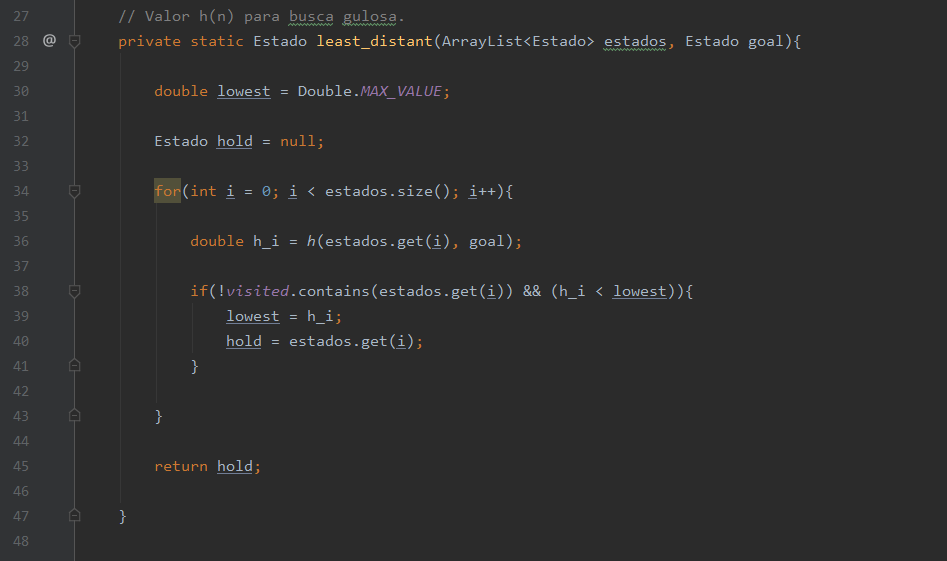 27 // Valor h(n) para busca gulosa.
28 @ private static Estado least_distant(ArrayList<Estado> estados, Estado goal){
29
30 double lowest = Double.MAX_VALUE;
31
32 Estado hold = null;
33
34 for(int i = 0; i < estados.size(); i++){
35
36 double h_i = h(estados.get(i), goal);
37
38 if(!visited.contains(estados.get(i)) && (h_i < lowest)){
39 lowest = h_i;
40 hold = estados.get(i);
41 }
42
43 }
44
45 return hold;
46
47 }
48